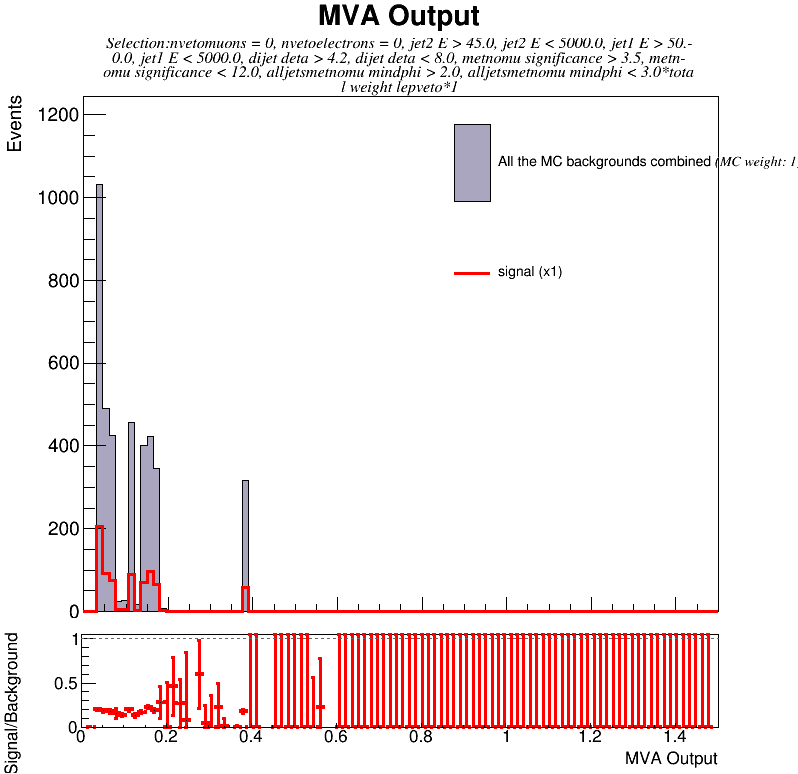 MVA Output
Selection:nvetomuons = 0, nvetoelectrons = 0, jet2 E > 45.0, jet2 E < 5000.0, jet1 E > 50.-
0.0, jet1 E < 5000.0, dijet deta > 4.2, dijet deta < 8.0, metnomu significance > 3.5, metn-
omu significance < 12.0, alljetsmetnomu mindphi > 2.0, alljetsmetnomu mindphi < 3.0*tota
l weight lepveto*1
Events
1200
1000
800
600
400
200
0
All the MC backgrounds combined (MC weight: 1)
signal (x1)
Signal/Background
1
0.5
0
0
0.2
0.4
0.6
0.8
1
1.2
1.4
MVA Output